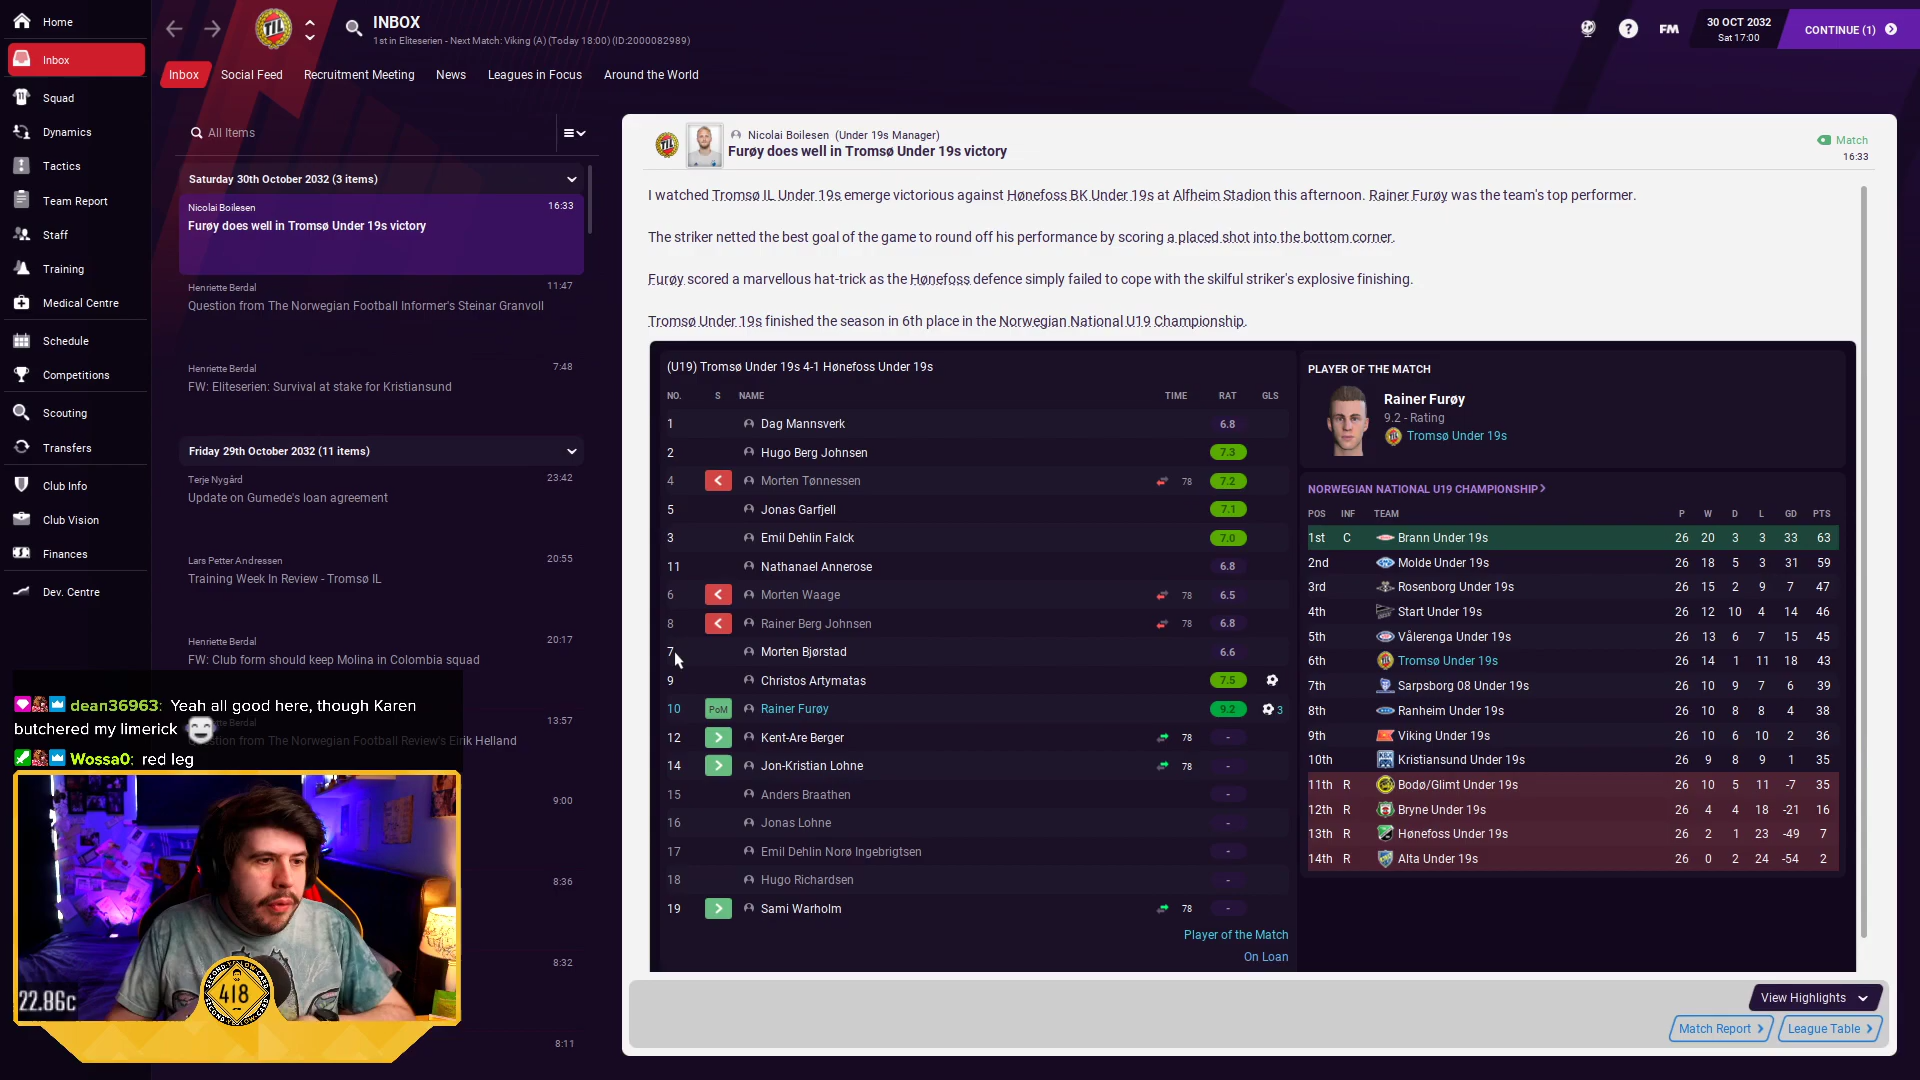 Home
Inbox
Squad
Dynamics
Tactics
Team Report
Staff
Training
Medical Centre
Schedule
Competitions
Scouting
Transfers
Club Info
Club Vision
Finances
Dev. Centre
INBOX
1st in Eliteserien - Next Match: Viking (A) (Today 18:00) (ID:2000082989)
FM
30 OCT 2032
Sat 17:00
CONTINUE (1)
Inbox Social Feed Recruitment Meeting News Leagues in Focus Around the World
All Items
Saturday 30th October 2032 (3 items)
Nicolai Boilesen 16:33
Furøy does well in Tromsø Under 19s victory
Henriette Berdal 11:47
Question from The Norwegian Football Informer's Steinar Granvoll
Henriette Berdal 7:48
FW: Eliteserien: Survival at stake for Kristiansund
Friday 29th October 2032 (11 items)
Terje Nygård 23:42
Update on Gumede's loan agreement
Lars Petter Andressen 20:55
Training Week In Review - Tromsø IL
Henriette Berdal 20:17
FW: Club form should keep Molina in Colombia squad
Berdal 13:57
Question from The Norwegian Football Review's Eirik Helland
9:00
8:36
8:32
8:11
dean36963: Yeah all good here, though Karen
butchered my limerick
Wossa0: red leg
22.86c
SECOND YELLOW CARD
418
Nicolai Boilesen (Under 19s Manager)
Furøy does well in Tromsø Under 19s victory
Match
16:33
I watched Tromsø IL Under 19s emerge victorious against Hønefoss BK Under 19s at Alfheim Stadion this afternoon. Rainer Furøy was the team's top performer.
The striker netted the best goal of the game to round off his performance by scoring a placed shot into the bottom corner.
Furøy scored a marvellous hat-trick as the Hønefoss defence simply failed to cope with the skilful striker's explosive finishing.
Tromsø Under 19s finished the season in 6th place in the Norwegian National U19 Championship.
(U19) Tromsø Under 19s 4-1 Hønefoss Under 19s
NO. S NAME TIME RAT GLS
1 Dag Mannsverk 6.8
2 Hugo Berg Johnsen 7.3
4 Morten Tønnessen 78 7.2
5 Jonas Garfjell 7.1
3 Emil Dehlin Falck 7.0
11 Nathanael Annerose 6.8
6 Morten Waage 78 6.5
8 Rainer Berg Johnsen 78 6.8
7 Morten Bjørstad 6.6
9 Christos Artymatas 7.5
10 PoM Rainer Furøy 9.2 3
12 Kent-Are Berger 78 -
14 Jon-Kristian Lohne 78 -
15 Anders Braathen -
16 Jonas Lohne -
17 Emil Dehlin Norø Ingebrigtsen -
18 Hugo Richardsen -
19 Sami Warholm 78 -
Player of the Match
On Loan
PLAYER OF THE MATCH
Rainer Furøy
9.2 - Rating
Tromsø Under 19s
NORWEGIAN NATIONAL U19 CHAMPIONSHIP
POS INF TEAM P W D L GD PTS
1st C Brann Under 19s 26 20 3 3 33 63
2nd Molde Under 19s 26 18 5 3 31 59
3rd Rosenborg Under 19s 26 15 2 9 7 47
4th Start Under 19s 26 12 10 4 14 46
5th Vålerenga Under 19s 26 13 6 7 15 45
6th Tromsø Under 19s 26 14 1 11 18 43
7th Sarpsborg 08 Under 19s 26 10 9 7 6 39
8th Ranheim Under 19s 26 10 8 8 4 38
9th Viking Under 19s 26 10 6 10 2 36
10th Kristiansund Under 19s 26 9 8 9 1 35
11th R Bodø/Glimt Under 19s 26 10 5 11 -7 35
12th R Bryne Under 19s 26 4 4 18 -21 16
13th R Hønefoss Under 19s 26 2 1 23 -49 7
14th R Alta Under 19s 26 0 2 24 -54 2
View Highlights
Match Report
League Table